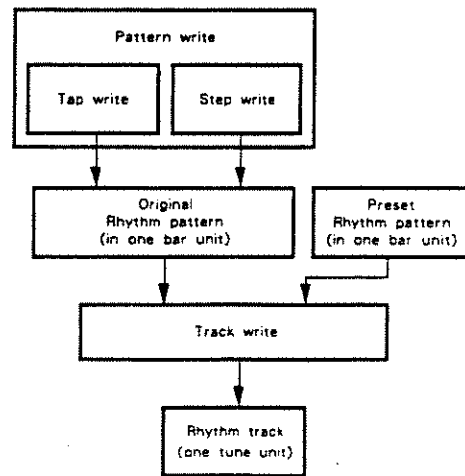 Pattern write
Tap write
Step write
Original
Rhythm pattern
(in one bar unit)
Preset
Rhythm pattern
(in one bar unit)
Track write
Rhythm track
(one tune unit)